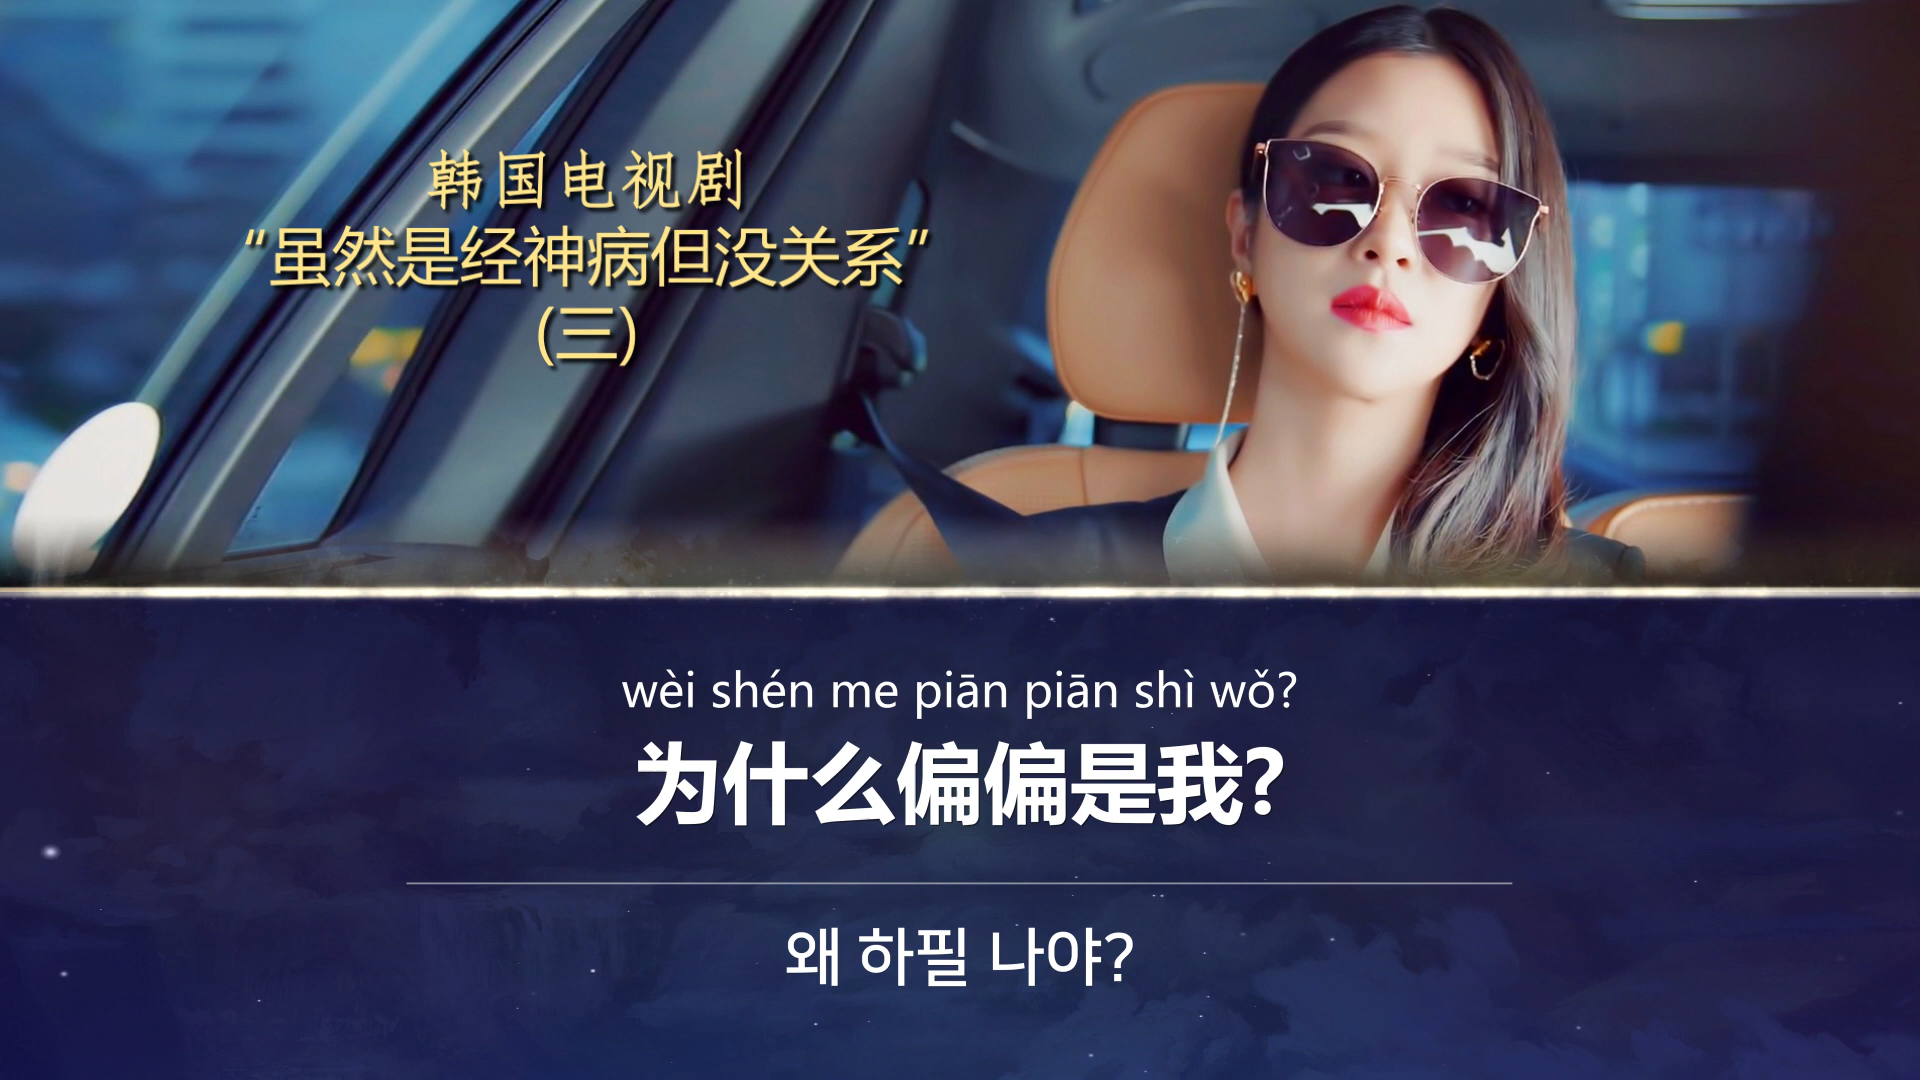 韩国电视剧
“虽然是经神病但没关系”
(三)
wèi shén me piān piān shì wǒ?
为什么偏偏是我?
왜 하필 나야?